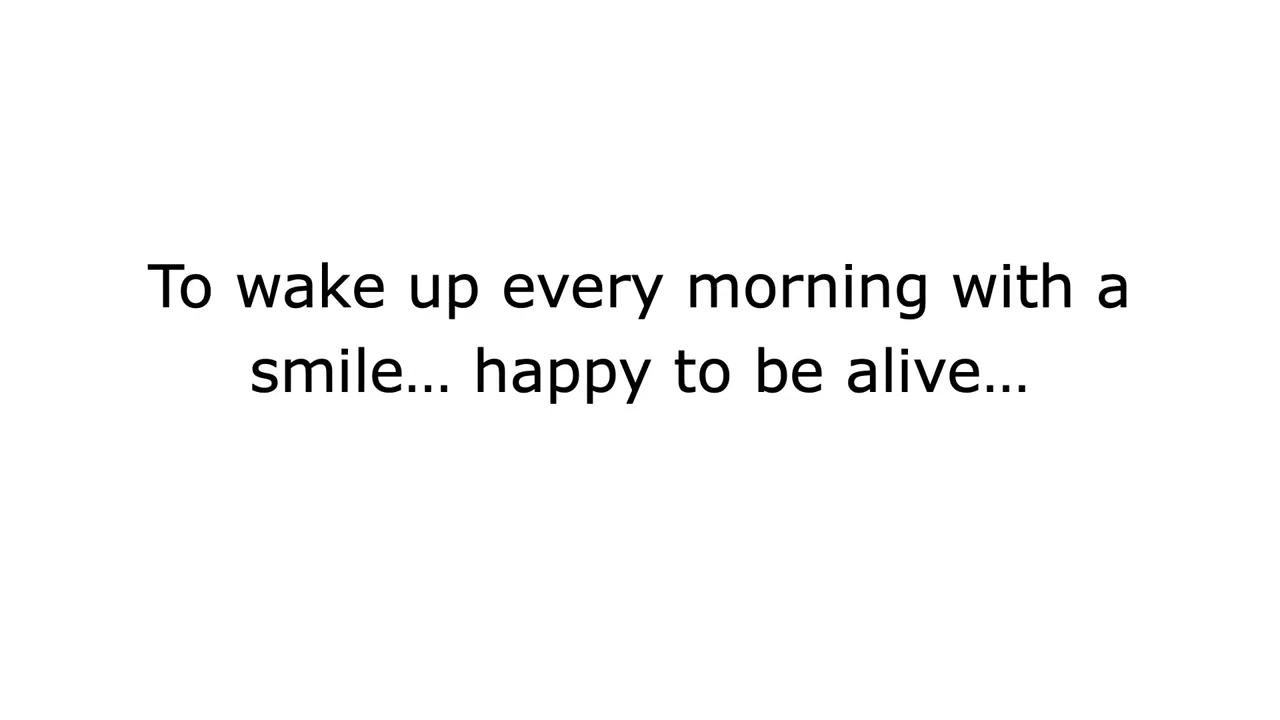 To wake up every morning with a
smile… happy to be alive…